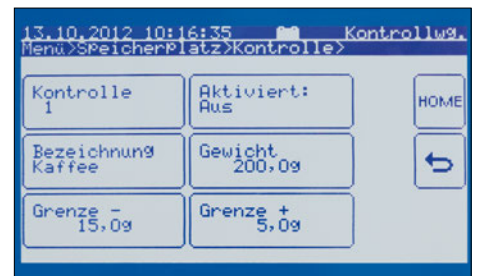 13.10.2012 10:16:35 Kontrollwg.
Menü>Speicherplatz>Kontrolle>
Kontrolle
1
Aktiviert:
Aus
HOME
Bezeichnung
Kaffee
Gewicht
200,0g
Grenze -
15,0g
Grenze +
5,0g